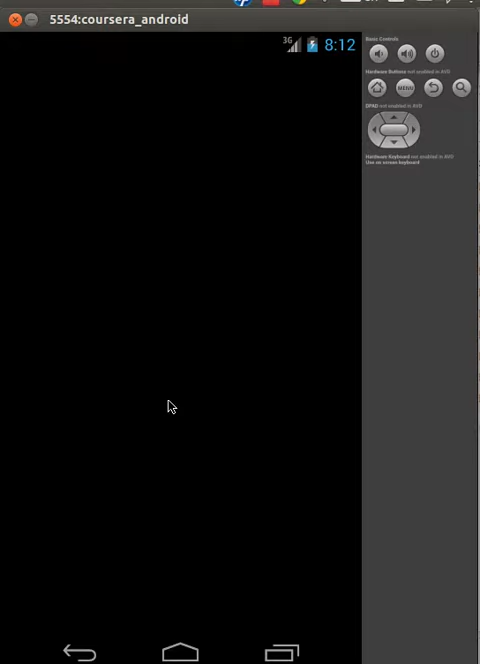 5554:coursera_android
3G 8:12
Basic Controls
Hardware Buttons not enabled in AVD
MENU
DPAD not enabled in AVD
Hardware Keyboard not enabled in AVD
Use on screen keyboard